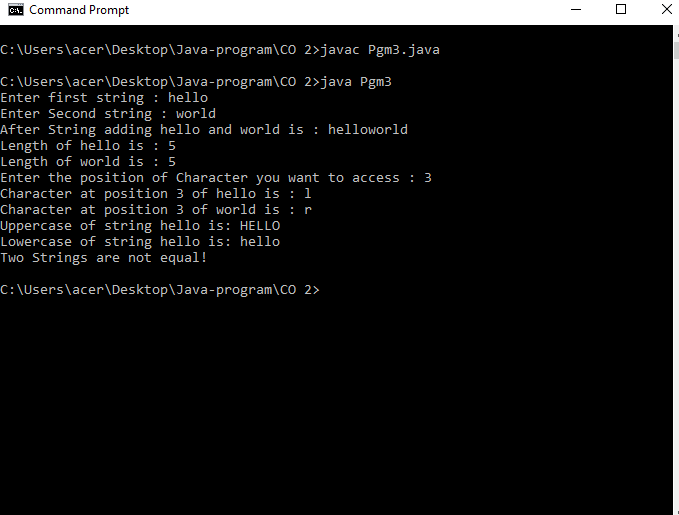 Command Prompt
C:\Users\acer\Desktop\Java-program\CO 2>javac Pgm3.java
C:\Users\acer\Desktop\Java-program\CO 2>java Pgm3
Enter first string : hello
Enter Second string : world
After String adding hello and world is : helloworld
Length of hello is : 5
Length of world is : 5
Enter the position of Character you want to access : 3
Character at position 3 of hello is : l
Character at position 3 of world is : r
Uppercase of string hello is: HELLO
Lowercase of string hello is: hello
Two Strings are not equal!
C:\Users\acer\Desktop\Java-program\CO 2>